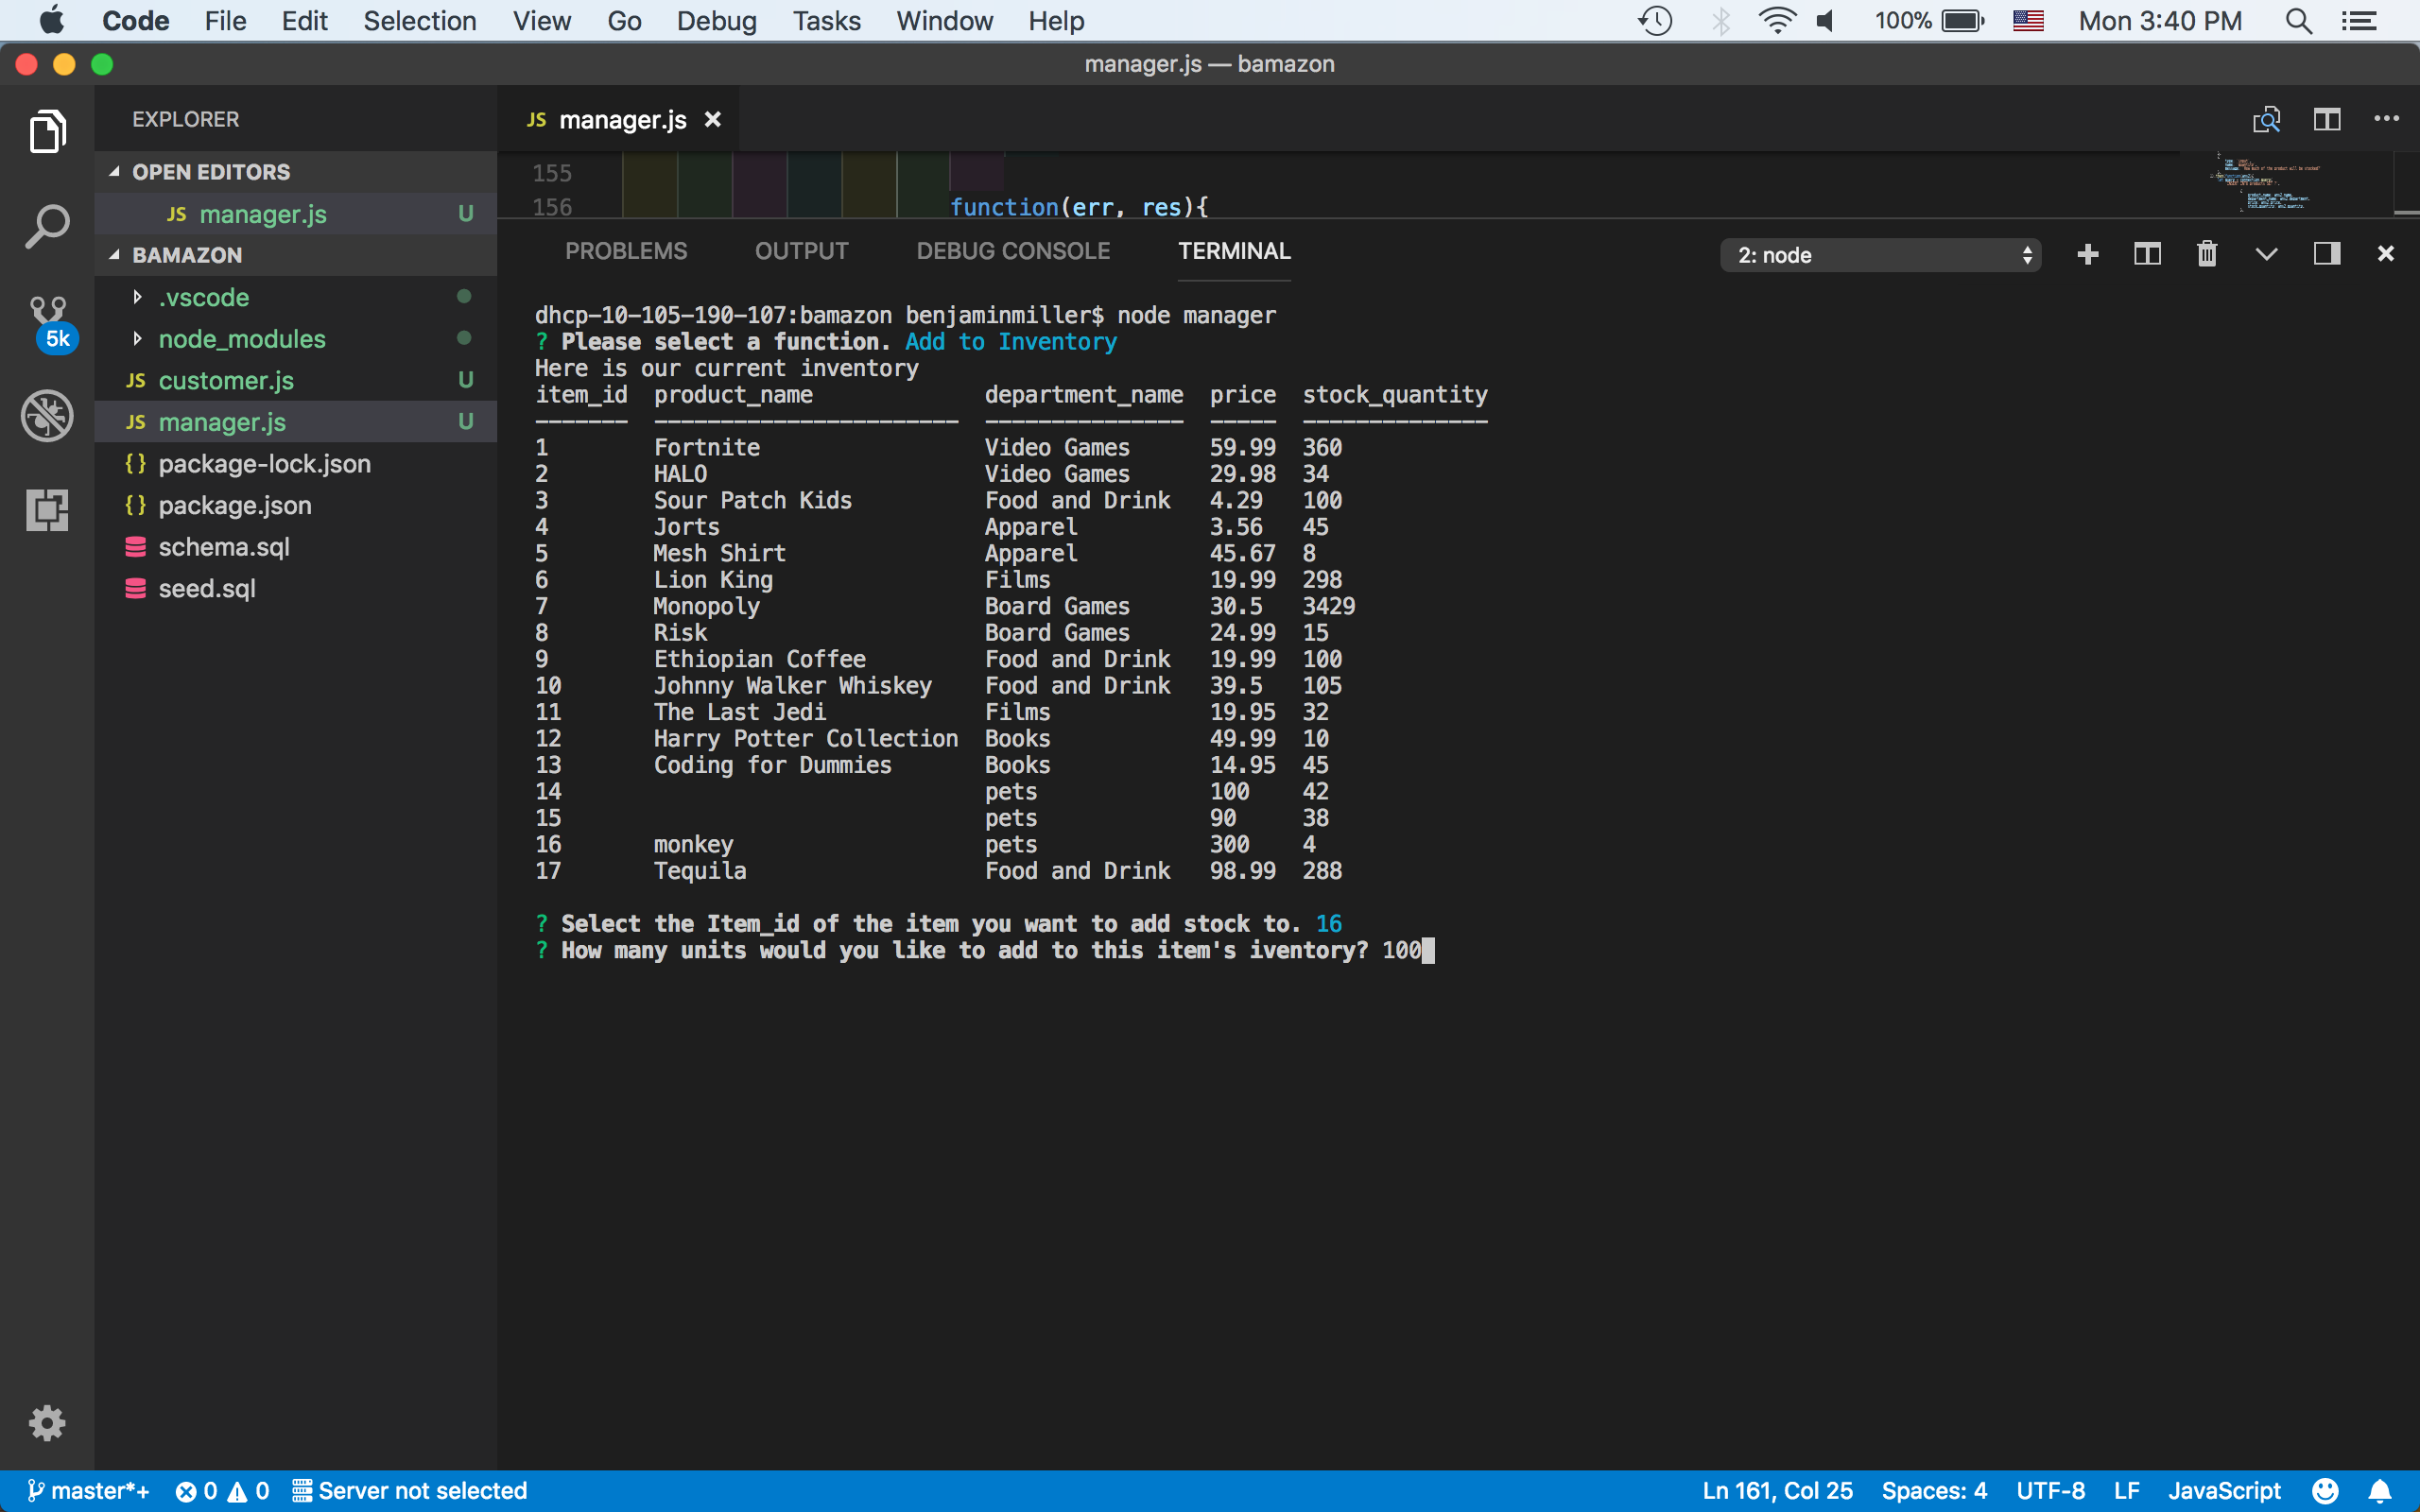 Code File Edit Selection View Go Debug Tasks Window Help 100% Mon 3:40 PM
manager.js — bamazon
EXPLORER
JS manager.js
OPEN EDITORS
JS manager.js U
BAMAZON
.vscode
node_modules
JS customer.js U
JS manager.js U
{} package-lock.json
{} package.json
schema.sql
seed.sql
5k
155
156 function(err, res){
PROBLEMS OUTPUT DEBUG CONSOLE TERMINAL 2: node
dhcp-10-105-190-107:bamazon benjaminmiller$ node manager
? Please select a function. Add to Inventory
Here is our current inventory
item_id product_name department_name price stock_quantity
------- ----------------------- --------------- ----- --------------
1 Fortnite Video Games 59.99 360
2 HALO Video Games 29.98 34
3 Sour Patch Kids Food and Drink 4.29 100
4 Jorts Apparel 3.56 45
5 Mesh Shirt Apparel 45.67 8
6 Lion King Films 19.99 298
7 Monopoly Board Games 30.5 3429
8 Risk Board Games 24.99 15
9 Ethiopian Coffee Food and Drink 19.99 100
10 Johnny Walker Whiskey Food and Drink 39.5 105
11 The Last Jedi Films 19.95 32
12 Harry Potter Collection Books 49.99 10
13 Coding for Dummies Books 14.95 45
14 pets 100 42
15 pets 90 38
16 monkey pets 300 4
17 Tequila Food and Drink 98.99 288
? Select the Item_id of the item you want to add stock to. 16
? How many units would you like to add to this item's iventory? 100
master*+ 0 0 Server not selected Ln 161, Col 25 Spaces: 4 UTF-8 LF JavaScript